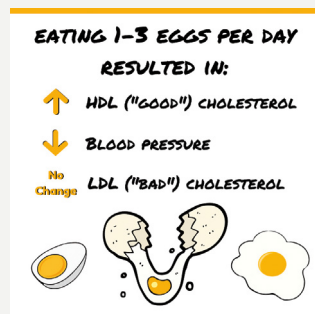 EATING 1-3 EGGS PER DAY
RESULTED IN:
HDL ("GOOD") CHOLESTEROL
BLOOD PRESSURE
No
Change
LDL ("BAD") CHOLESTEROL